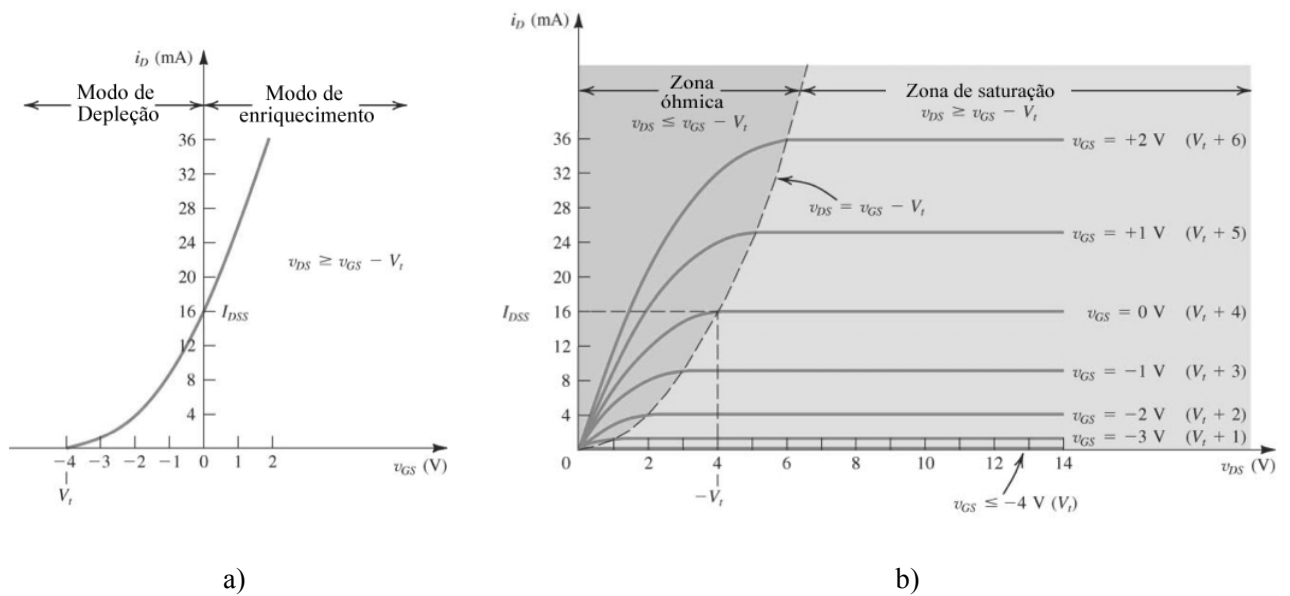 i_D (mA)
Modo de
Depleção
Modo de
enriquecimento
36
32
28
24
20
16
I_DSS
12
8
4
v_DS ≥ v_GS − V_t
−4
−3
−2
−1
0
1
2
v_GS (V)
V_t
a)
i_D (mA)
Zona
óhmica
v_DS ≤ v_GS − V_t
Zona de saturação
v_DS ≥ v_GS − V_t
36
v_GS = +2 V (V_t + 6)
32
v_DS = v_GS − V_t
28
24
v_GS = +1 V (V_t + 5)
20
I_DSS
16
v_GS = 0 V (V_t + 4)
12
8
v_GS = −1 V (V_t + 3)
4
v_GS = −2 V (V_t + 2)
v_GS = −3 V (V_t + 1)
0
2
4
6
8
10
12
14
v_DS (V)
−V_t
v_GS ≤ −4 V (V_t)
b)